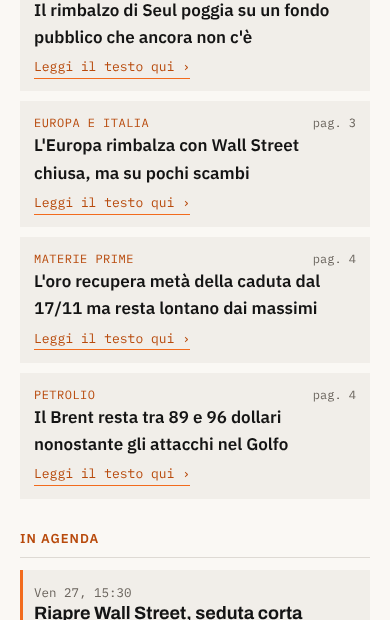 Il rimbalzo di Seul poggia su un fondo
pubblico che ancora non c'è
Leggi il testo qui ›
EUROPA E ITALIA pag. 3
L'Europa rimbalza con Wall Street
chiusa, ma su pochi scambi
Leggi il testo qui ›
MATERIE PRIME pag. 4
L'oro recupera metà della caduta dal
17/11 ma resta lontano dai massimi
Leggi il testo qui ›
PETROLIO pag. 4
Il Brent resta tra 89 e 96 dollari
nonostante gli attacchi nel Golfo
Leggi il testo qui ›
IN AGENDA
Ven 27, 15:30
Riapre Wall Street, seduta corta